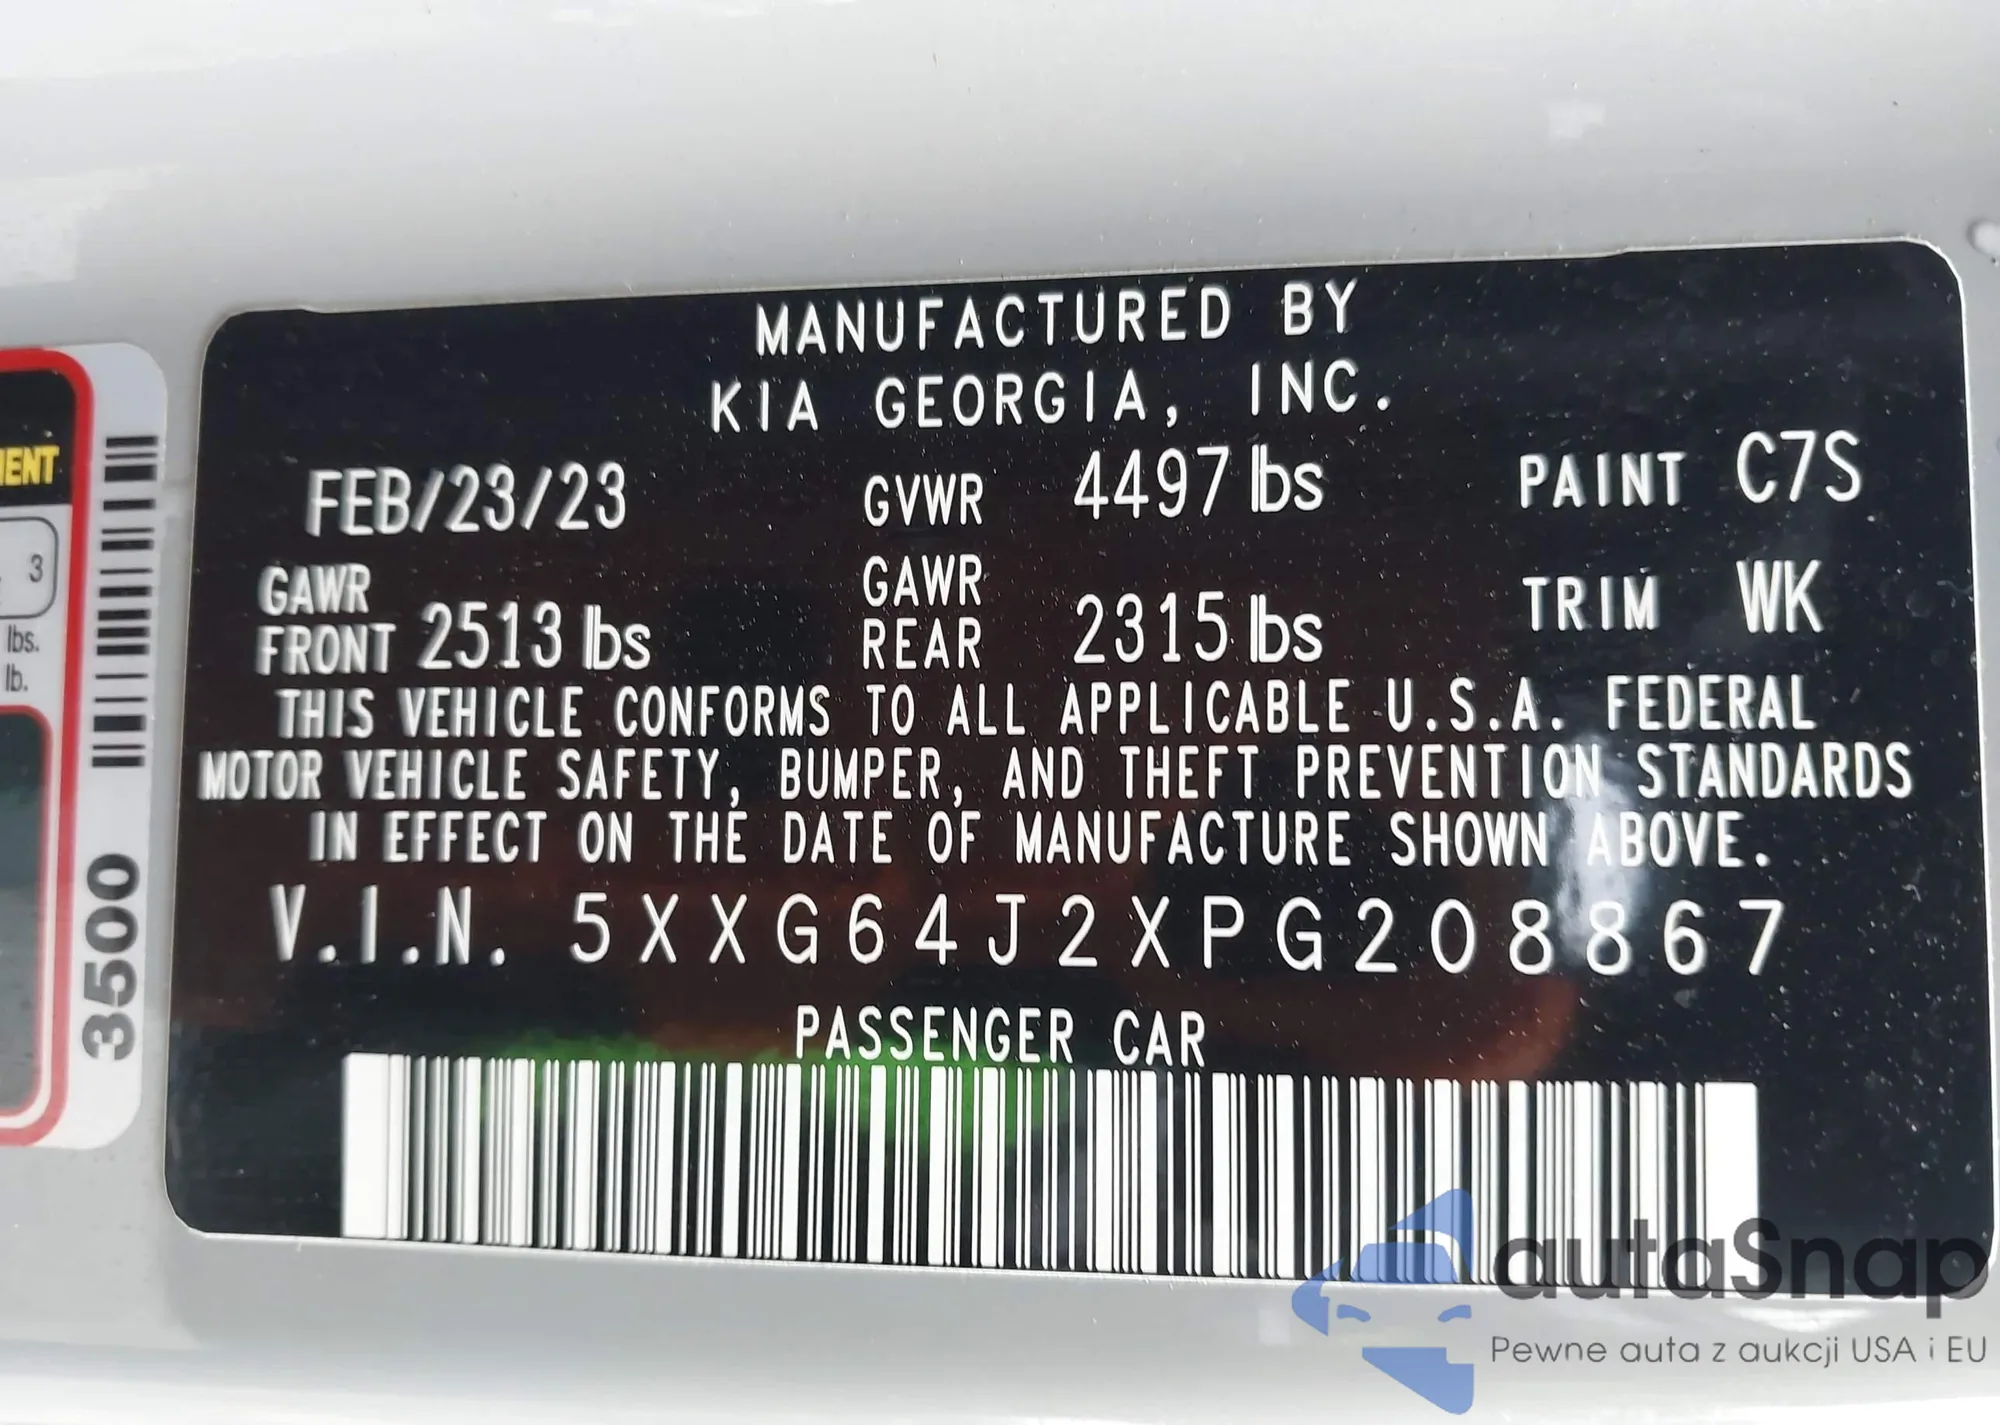 MANUFACTURED BY
KIA GEORGIA, INC.
FEB/23/23 GVWR 4497 lbs PAINT C7S
GAWR FRONT 2513 lbs GAWR REAR 2315 lbs TRIM WK
THIS VEHICLE CONFORMS TO ALL APPLICABLE U.S.A. FEDERAL
MOTOR VEHICLE SAFETY, BUMPER, AND THEFT PREVENTION STANDARDS
IN EFFECT ON THE DATE OF MANUFACTURE SHOWN ABOVE.
V.I.N. 5XXG64J2XPG208867
PASSENGER CAR
3
lbs.
lb.
3500
autaSnap
Pewne auta z aukcji USA i EU